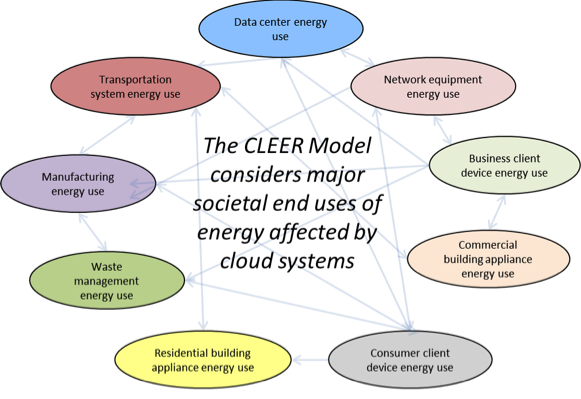 Data center energy
use
Transportation
system energy use
Network equipment
energy use
The CLEER Model
considers major
societal end uses of
energy affected by
cloud systems
Manufacturing
energy use
Business client
device energy use
Waste
management
energy use
Commercial
building appliance
energy use
Residential building
appliance energy use
Consumer client
device energy use